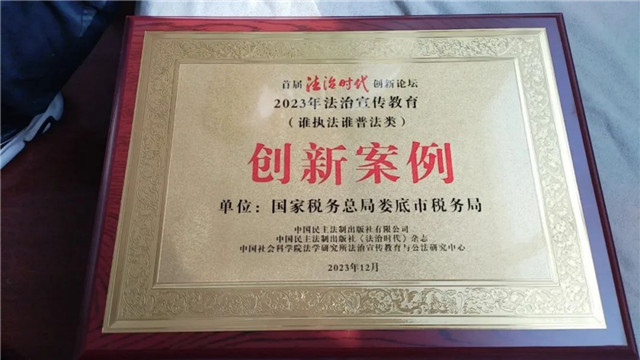 首届法治时代创新论坛
2023年法治宣传教育
（谁执法谁普法类）
创新案例
单位：国家税务总局娄底市税务局
中国民主法制出版社有限公司
中国民主法制出版社《法治时代》杂志
中国社会科学院法学研究所法治宣传教育与公法研究中心
2023年12月